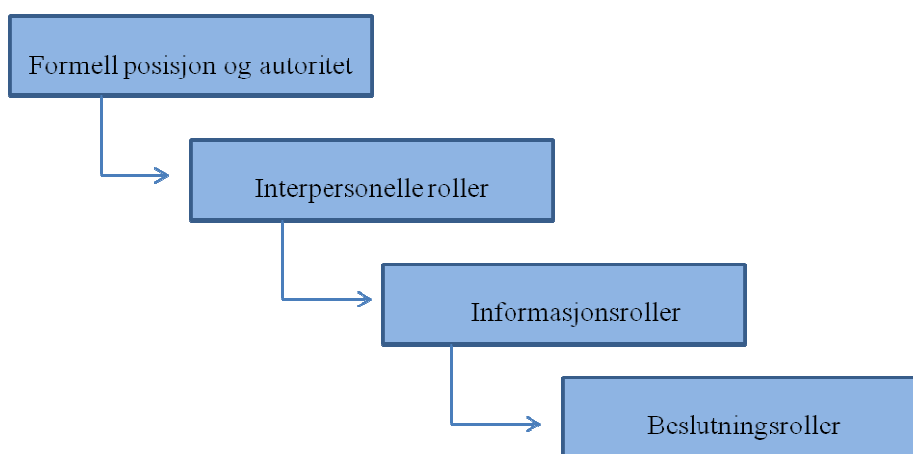 Formell posisjon og autoritet
Interpersonelle roller
Informasjonsroller
Beslutningsroller